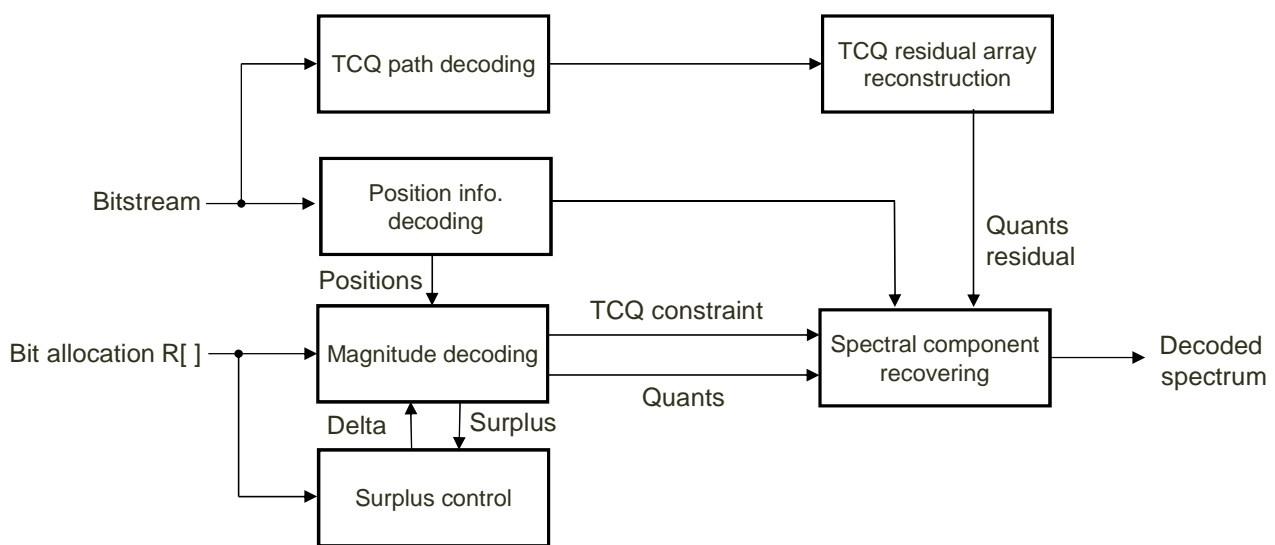 TCQ path decoding
TCQ residual array
reconstruction
Bitstream
Position info.
decoding
Quants
residual
Positions
TCQ constraint
Bit allocation R[ ]
Magnitude decoding
Spectral component
recovering
Decoded
spectrum
Quants
Delta
Surplus
Surplus control